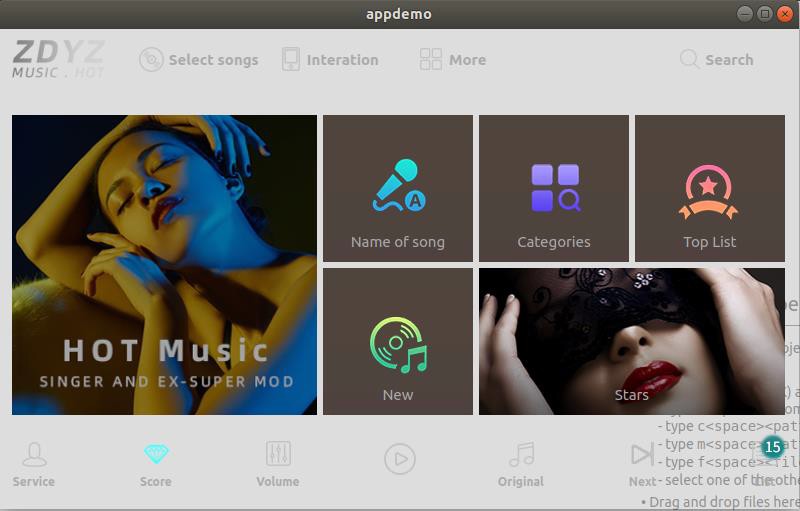 appdemo
ZDYZ
MUSIC . HOT
Select songs
Interation
More
Search
Name of song
A
Categories
Top List
HOT Music
SINGER AND EX-SUPER MOD
New
Stars
Service
Score
Volume
Original
Next
15
- type c<space><pat
- type m<space>
- type f<space><file
- select one of the othe
• Drag and drop files here